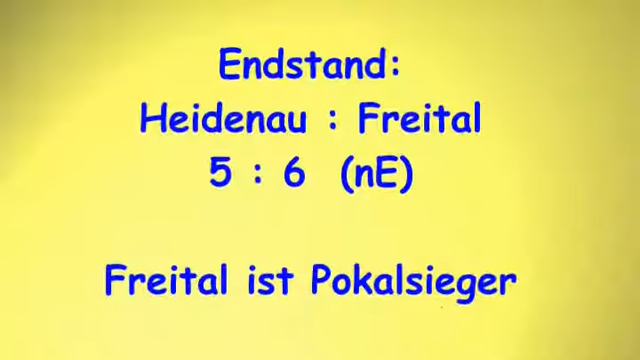 Endstand:
Heidenau : Freital
5 : 6 (nE)
Freital ist Pokalsieger